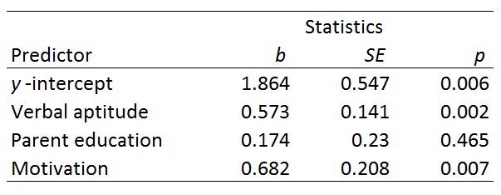 Statistics
Predictor b SE p
y-intercept 1.864 0.547 0.006
Verbal aptitude 0.573 0.141 0.002
Parent education 0.174 0.23 0.465
Motivation 0.682 0.208 0.007